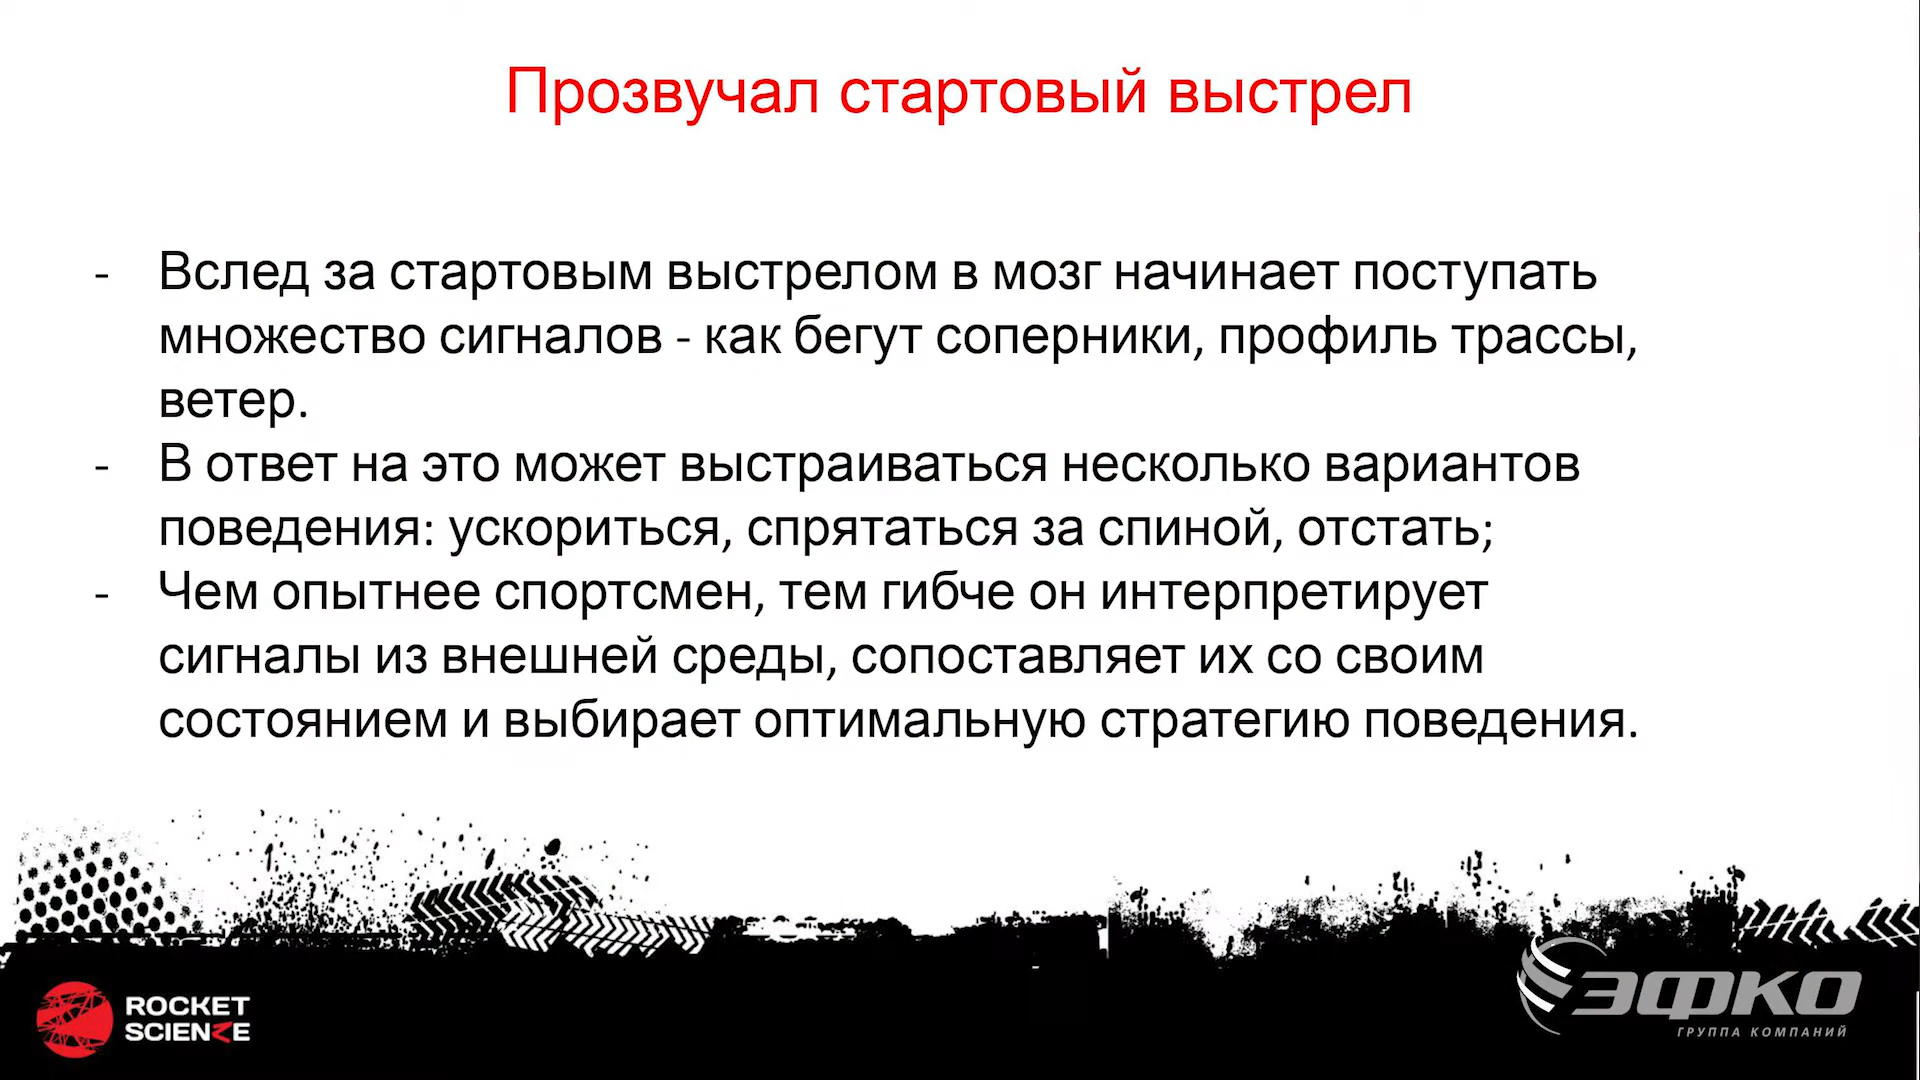 Прозвучал стартовый выстрел
- Вслед за стартовым выстрелом в мозг начинает поступать
множество сигналов - как бегут соперники, профиль трассы,
ветер.
- В ответ на это может выстраиваться несколько вариантов
поведения: ускориться, спрятаться за спиной, отстать;
- Чем опытнее спортсмен, тем гибче он интерпретирует
сигналы из внешней среды, сопоставляет их со своим
состоянием и выбирает оптимальную стратегию поведения.
ROCKET
SCIENZE
ЭФКО
ГРУППА КОМПАНИЙ